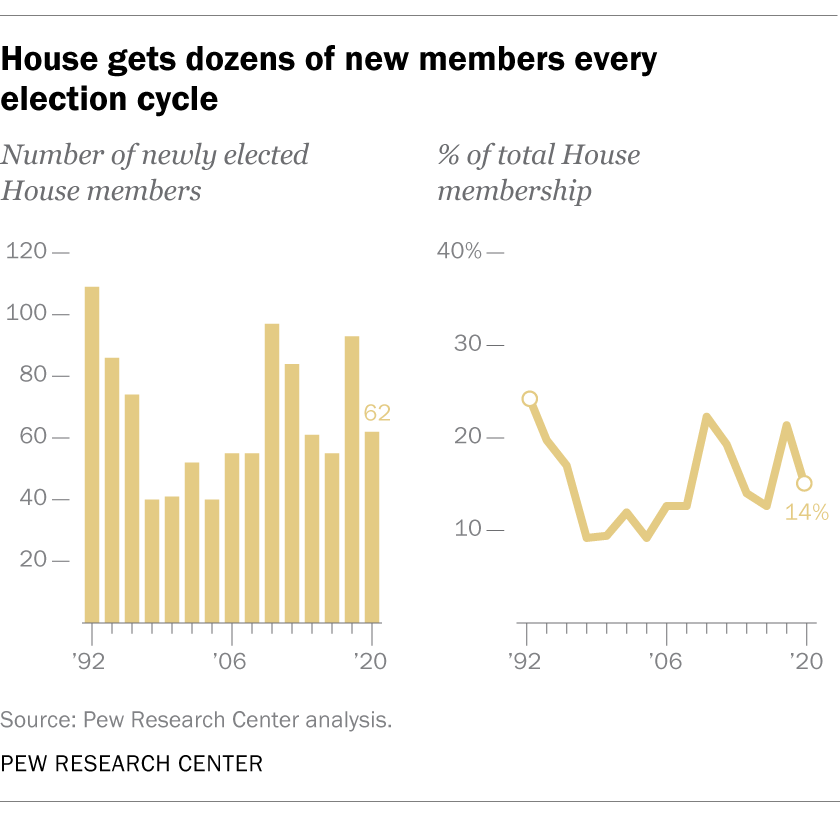 House gets dozens of new members every
election cycle
Number of newly elected
House members
120
100
80
60
40
20
62
’92
’06
’20
% of total House
membership
40%
30
20
10
14%
’92
’06
’20
Source: Pew Research Center analysis.
PEW RESEARCH CENTER